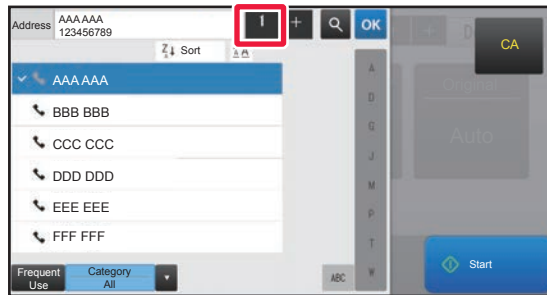 Address
AAA AAA
123456789
1
+
OK
CA
Z
A
Sort
AAA AAA
BBB BBB
CCC CCC
DDD DDD
EEE EEE
FFF FFF
A
D
G
J
M
P
T
W
Original
Auto
Frequent
Use
Category
All
ABC
Start